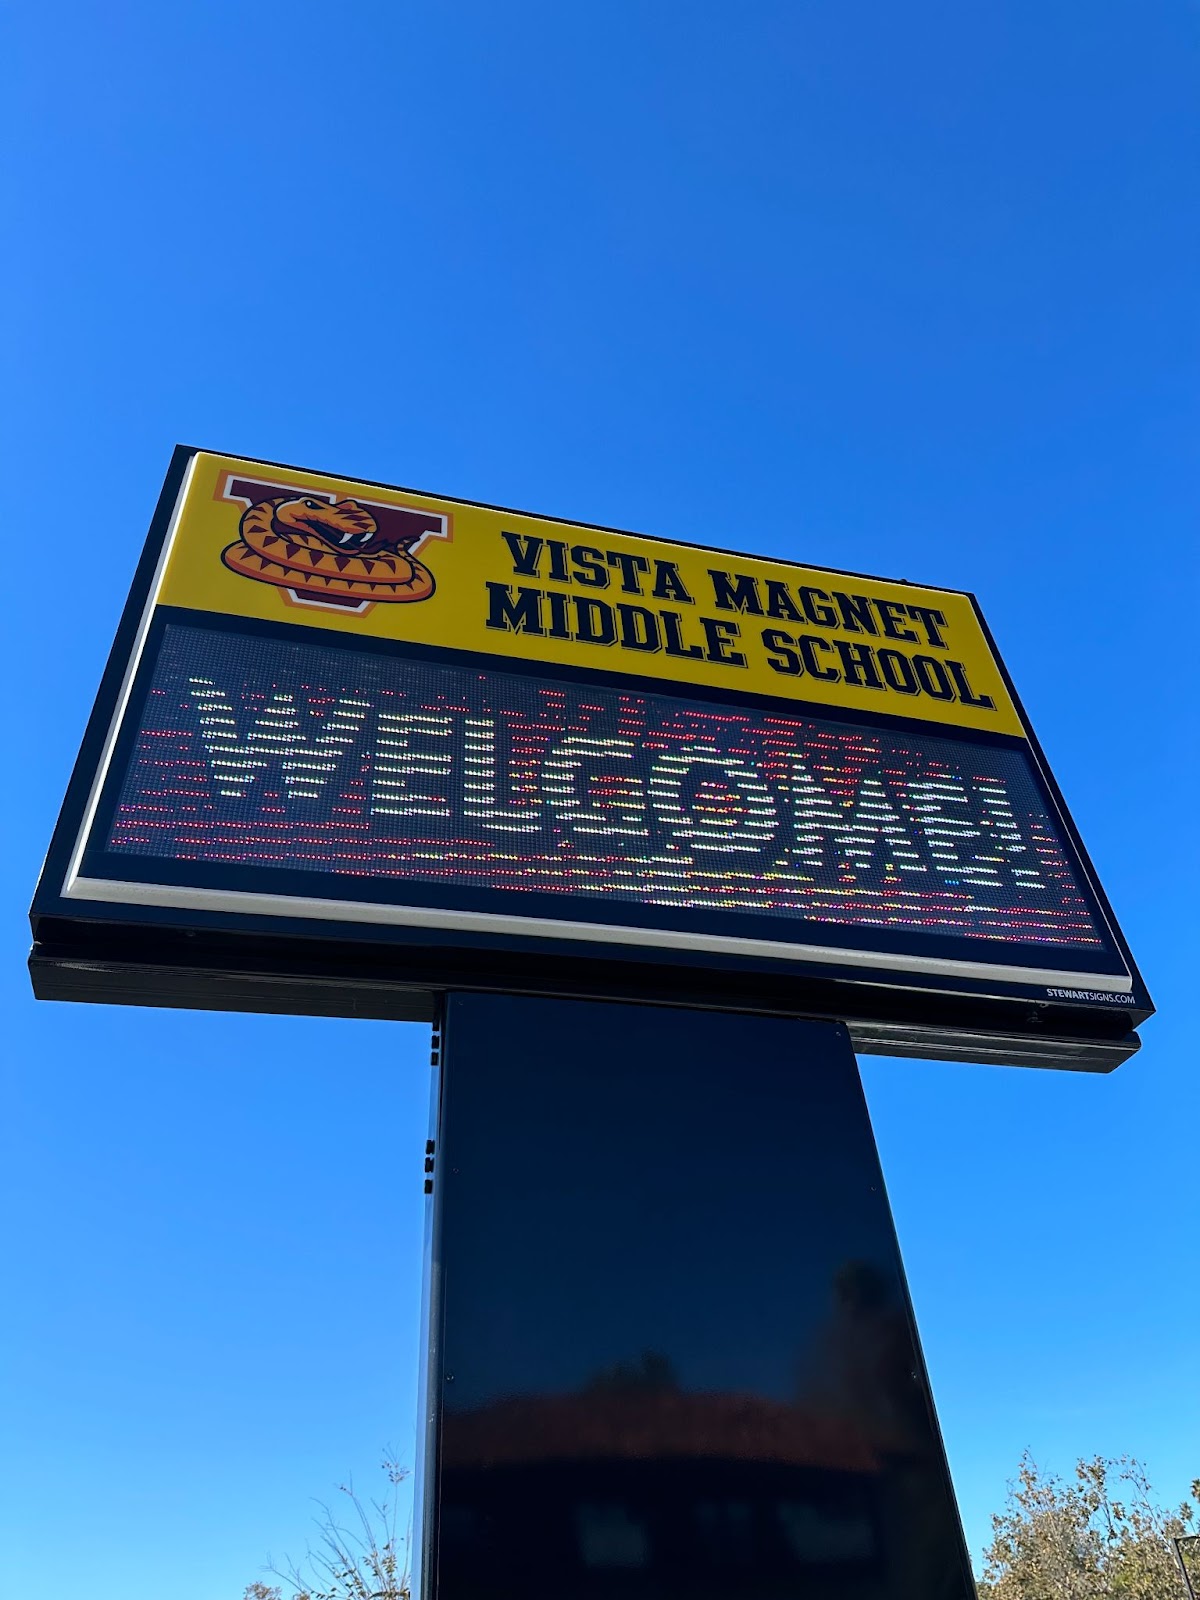 V
VISTA MAGNET
MIDDLE SCHOOL
WELCOME!
STEWARTSIGNS.COM